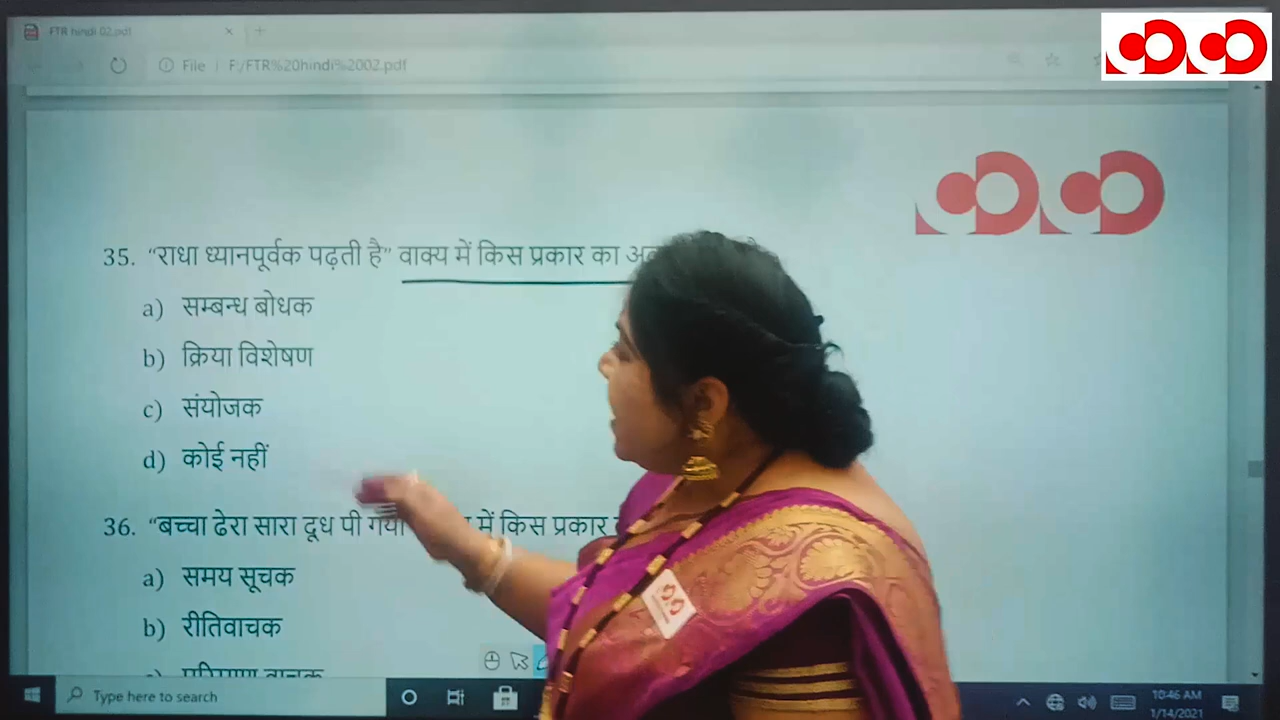 FTR hindi 02.pdf
File F:/FTR%20hindi%2002.pdf
35. “राधा ध्यानपूर्वक पढ़ती है” वाक्य में किस प्रकार का
a) सम्बन्ध बोधक
b) क्रिया विशेषण
c) संयोजक
d) कोई नहीं
36. “बच्चा ढेरा सारा दूध पी गया में किस प्रकार
a) समय सूचक
b) रीतिवाचक
Type here to search
10:46 AM
1/14/2021